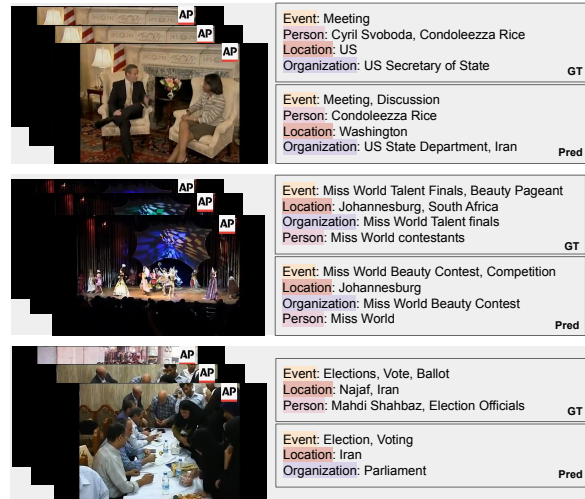 AP
AP
AP
Event: Meeting
Person: Cyril Svoboda, Condoleezza Rice
Location: US
Organization: US Secretary of State
GT
Event: Meeting, Discussion
Person: Condoleezza Rice
Location: Washington
Organization: US State Department, Iran
Pred
AP
AP
AP
Event: Miss World Talent Finals, Beauty Pageant
Location: Johannesburg, South Africa
Organization: Miss World Talent finals
Person: Miss World contestants
GT
Event: Miss World Beauty Contest, Competition
Location: Johannesburg
Organization: Miss World Beauty Contest
Person: Miss World
Pred
AP
AP
AP
Event: Elections, Vote, Ballot
Location: Najaf, Iran
Person: Mahdi Shahbaz, Election Officials
GT
Event: Election, Voting
Location: Iran
Organization: Parliament
Pred